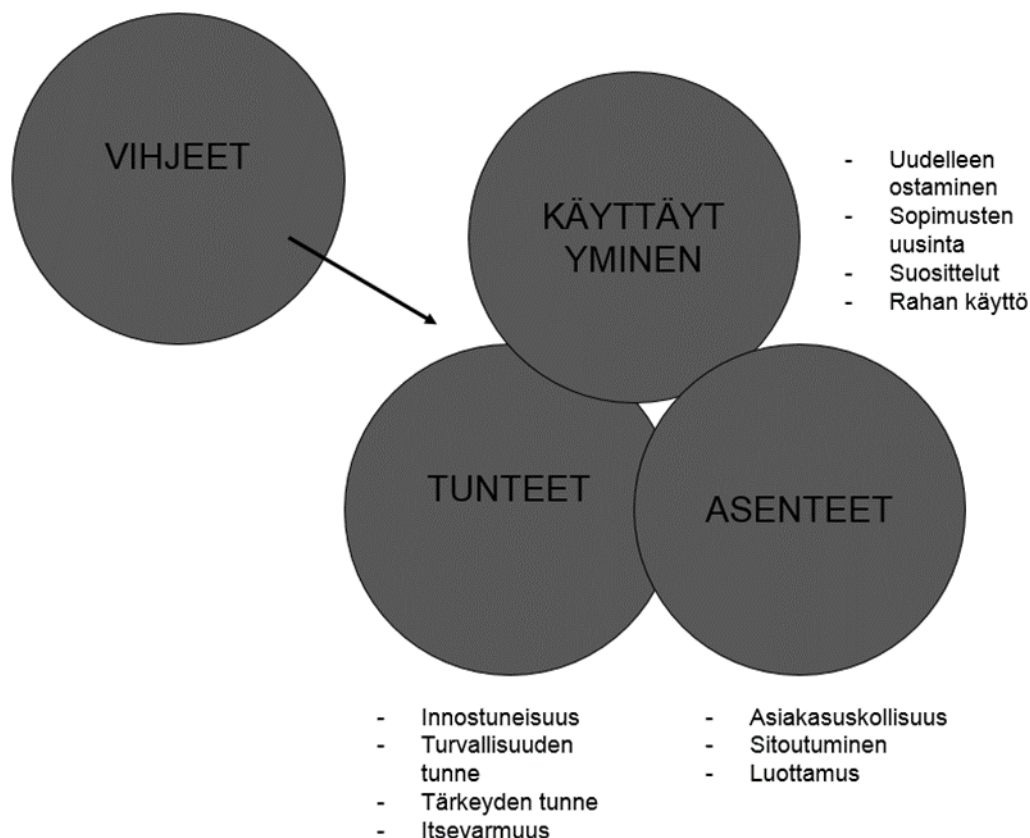 VIHJEET
KÄYTTÄYT
YMINEN
- Uudelleen
ostaminen
- Sopimusten
uusinta
- Suosittelut
- Rahan käyttö
TUNTEET
ASENTEET
- Innostuneisuus
- Turvallisuuden
tunne
- Tärkeyden tunne
- Itsevarmuus
- Asiakasuskollisuus
- Sitoutuminen
- Luottamus